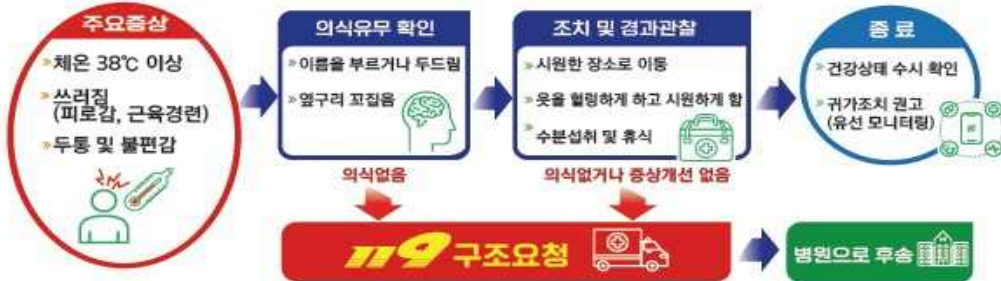 주요증상
» 체온 38℃ 이상
» 쓰러짐
(피로감, 근육경련)
» 두통 및 불편감
의식유무 확인
» 이름을 부르거나 두드림
» 옆구리 꼬집음
조치 및 경과관찰
» 시원한 장소로 이동
» 옷을 헐렁하게 하고 시원하게 함
» 수분섭취 및 휴식
종료
» 건강상태 수시 확인
» 귀가조치 권고
(유선 모니터링)
의식없음
의식없거나 증상개선 없음
119 구조요청
병원으로 후송